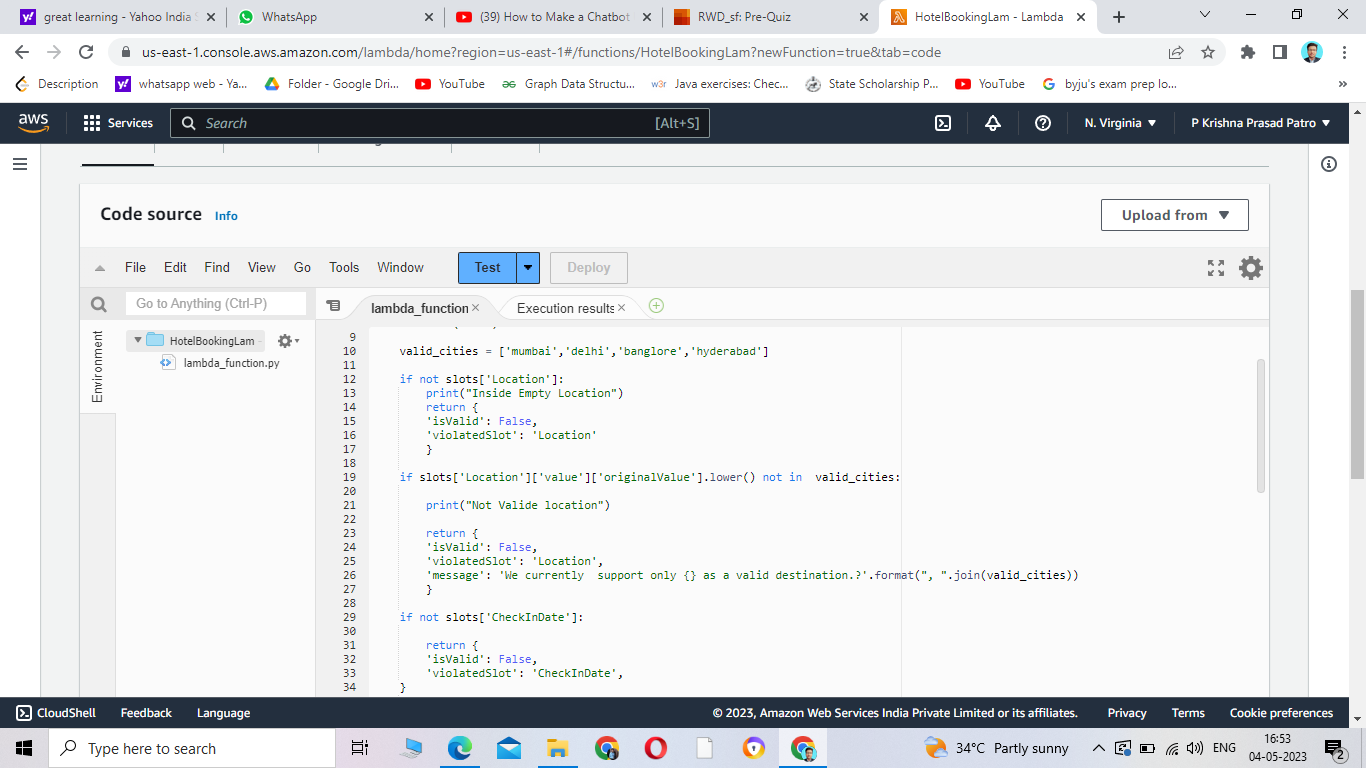 great learning - Yahoo India S
WhatsApp
(39) How to Make a Chatbot
RWD_sf: Pre-Quiz
HotelBookingLam - Lambda
us-east-1.console.aws.amazon.com/lambda/home?region=us-east-1#/functions/HotelBookingLam?newFunction=true&tab=code
Description
whatsapp web - Ya...
Folder - Google Dri...
YouTube
Graph Data Structu...
Java exercises: Chec...
State Scholarship P...
YouTube
byju's exam prep lo...
aws
Services
Search
[Alt+S]
N. Virginia
P Krishna Prasad Patro
Code source
Info
Upload from
File Edit Find View Go Tools Window
Test
Deploy
Go to Anything (Ctrl-P)
lambda_function
Execution results
Environment
HotelBookingLam
lambda_function.py
9
10 valid_cities = ['mumbai','delhi','banglore','hyderabad']
11
12 if not slots['Location']:
13 print("Inside Empty Location")
14 return {
15 'isValid': False,
16 'violatedSlot': 'Location'
17 }
18
19 if slots['Location']['value']['originalValue'].lower() not in  valid_cities:
20
21 print("Not Valide location")
22
23 return {
24 'isValid': False,
25 'violatedSlot': 'Location',
26 'message': 'We currently  support only {} as a valid destination.?'.format(", ".join(valid_cities))
27 }
28
29 if not slots['CheckInDate']:
30
31 return {
32 'isValid': False,
33 'violatedSlot': 'CheckInDate',
34 }
CloudShell
Feedback
Language
© 2023, Amazon Web Services India Private Limited or its affiliates.
Privacy
Terms
Cookie preferences
Type here to search
34°C Partly sunny
ENG
16:53
04-05-2023
2